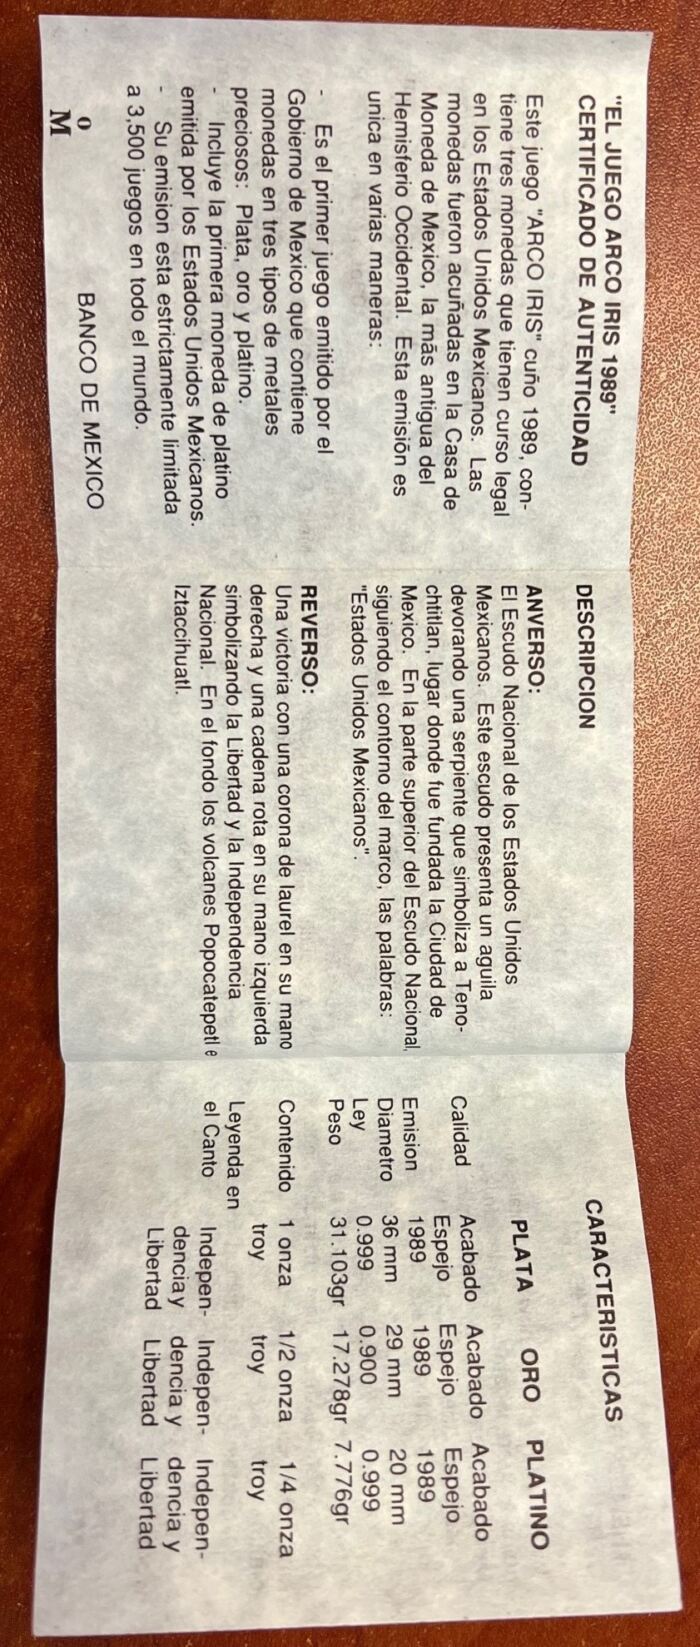 "EL JUEGO ARCO IRIS 1989"
CERTIFICADO DE AUTENTICIDAD
Este juego "ARCO IRIS" cuño 1989, con-
tiene tres monedas que tienen curso legal
en los Estados Unidos Mexicanos. Las
monedas fueron acuñadas en la Casa de
Moneda de Mexico, la más antigua del
Hemisferio Occidental. Esta emisiõn es
unica en varias maneras:
- Es el primer juego emitido por el
Gobierno de Mexico que contiene
monedas en tres tipos de metales
preciosos: Plata, oro y platino.
- Incluye la primera moneda de platino
emitida por los Estados Unidos Mexicanos.
- Su emision esta estrictamente limitada
a 3,500 juegos en todo el mundo.
o
M
BANCO DE MEXICO
DESCRIPCION
ANVERSO:
El Escudo Nacional de los Estados Unidos
Mexicanos. Este escudo presenta un aguila
devorando una serpiente que simboliza a Teno-
chtitlan, lugar donde fue fundada la Ciudad de
Mexico. En la parte superior del Escudo Nacional,
siguiendo el contorno del marco, las palabras:
"Estados Unidos Mexicanos".
REVERSO:
Una victoria con una corona de laurel en su mano
derecha y una cadena rota en su mano izquierda
simbolizando la Libertad y la Independencia
Nacional. En el fondo los volcanes Popocatepetl e
Iztaccihuatl.
CARACTERISTICAS
PLATA ORO PLATINO
Calidad Acabado Acabado Acabado
Espejo Espejo Espejo
Emision 1989 1989 1989
Diametro 36 mm 29 mm 20 mm
Ley 0.999 0.900 0.999
Peso 31.103gr 17.278gr 7.776gr
Contenido 1 onza 1/2 onza 1/4 onza
troy troy troy
Leyenda en
el Canto Indepen- Indepen- Indepen-
dencia y dencia y dencia y
Libertad Libertad Libertad